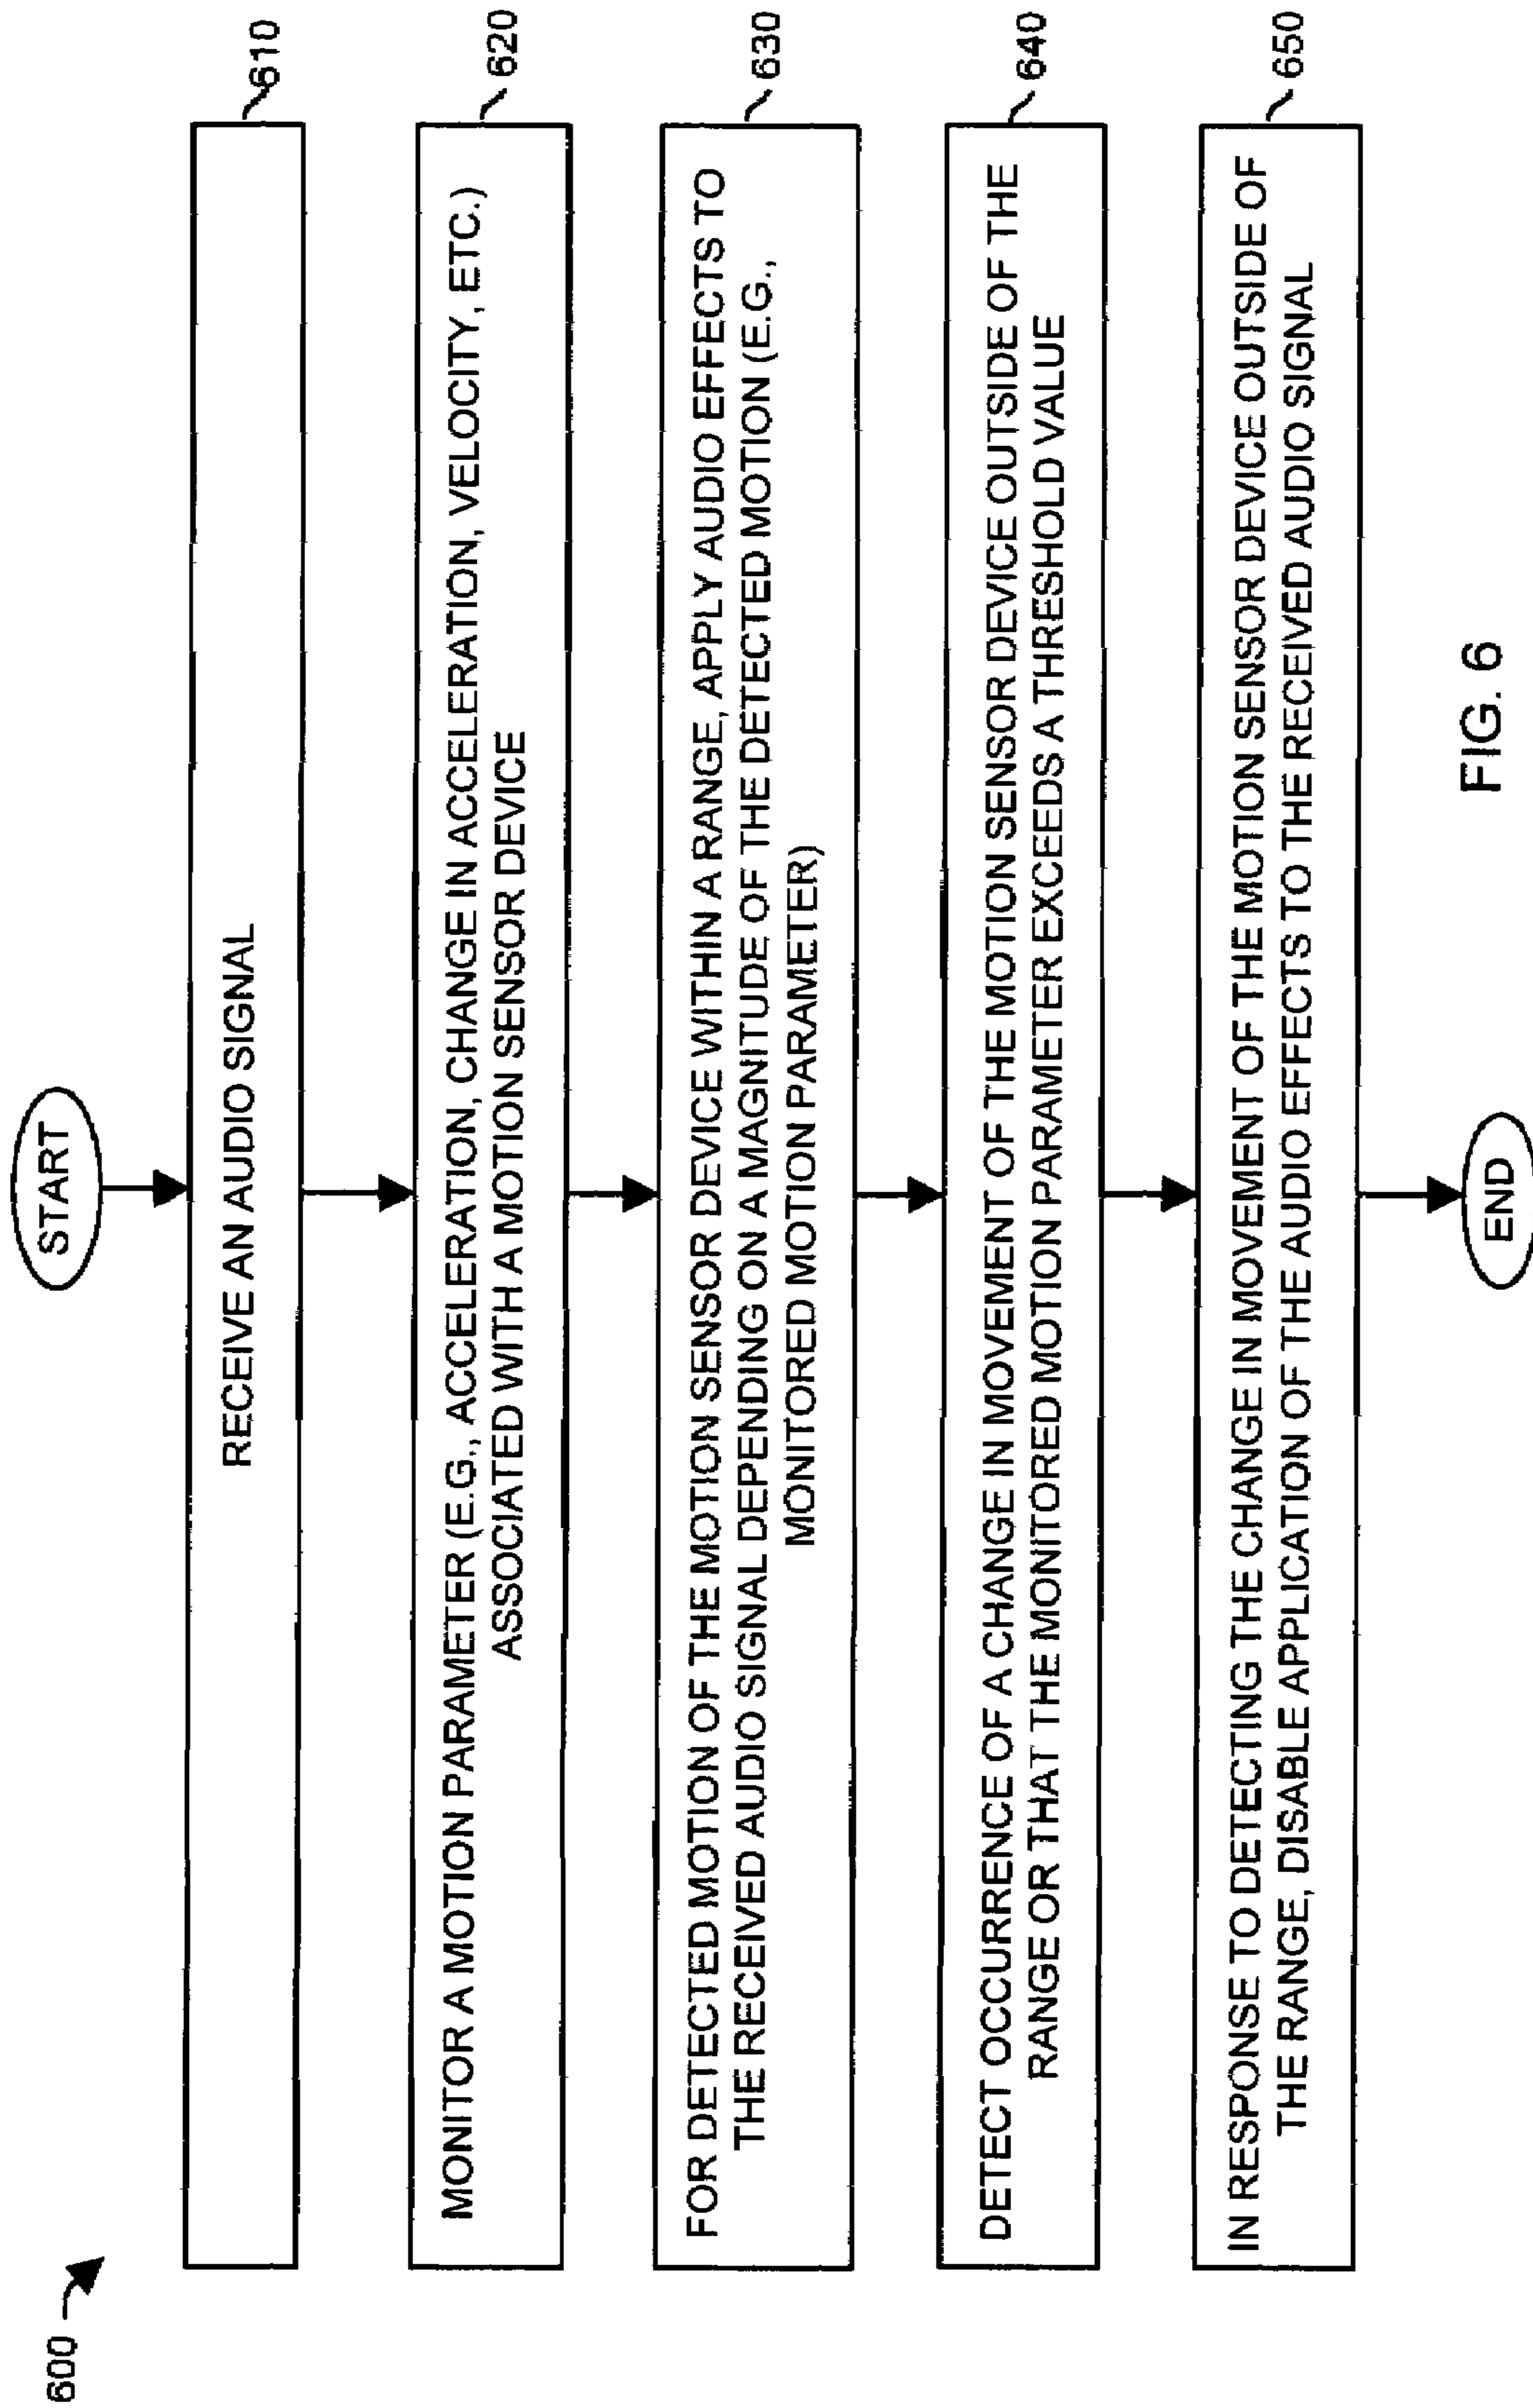 600
START
RECEIVE AN AUDIO SIGNAL
610
MONITOR A MOTION PARAMETER (E.G., ACCELERATION, CHANGE IN ACCELERATION, VELOCITY, ETC.)
ASSOCIATED WITH A MOTION SENSOR DEVICE
620
FOR DETECTED MOTION OF THE MOTION SENSOR DEVICE WITHIN A RANGE, APPLY AUDIO EFFECTS TO
THE RECEIVED AUDIO SIGNAL DEPENDING ON A MAGNITUDE OF THE DETECTED MOTION (E.G.,
MONITORED MOTION PARAMETER)
630
DETECT OCCURRENCE OF A CHANGE IN MOVEMENT OF THE MOTION SENSOR DEVICE OUTSIDE OF THE
RANGE OR THAT THE MONITORED MOTION PARAMETER EXCEEDS A THRESHOLD VALUE
640
IN RESPONSE TO DETECTING THE CHANGE IN MOVEMENT OF THE MOTION SENSOR DEVICE OUTSIDE OF
THE RANGE, DISABLE APPLICATION OF THE AUDIO EFFECTS TO THE RECEIVED AUDIO SIGNAL
650
END
FIG. 6